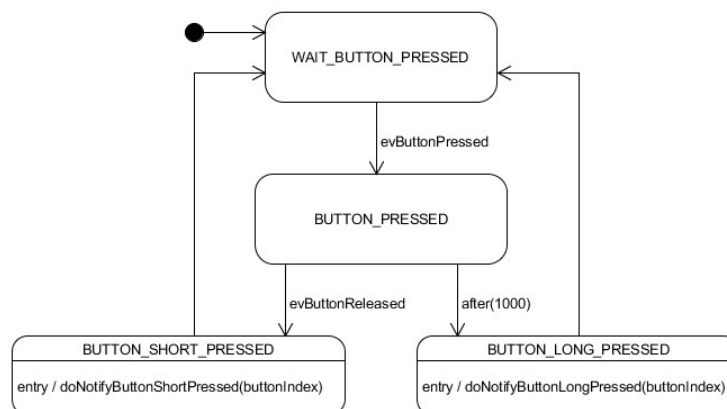 WAIT_BUTTON_PRESSED
evButtonPressed
BUTTON_PRESSED
evButtonReleased
after(1000)
BUTTON_SHORT_PRESSED
entry / doNotifyButtonShortPressed(buttonIndex)
BUTTON_LONG_PRESSED
entry / doNotifyButtonLongPressed(buttonIndex)